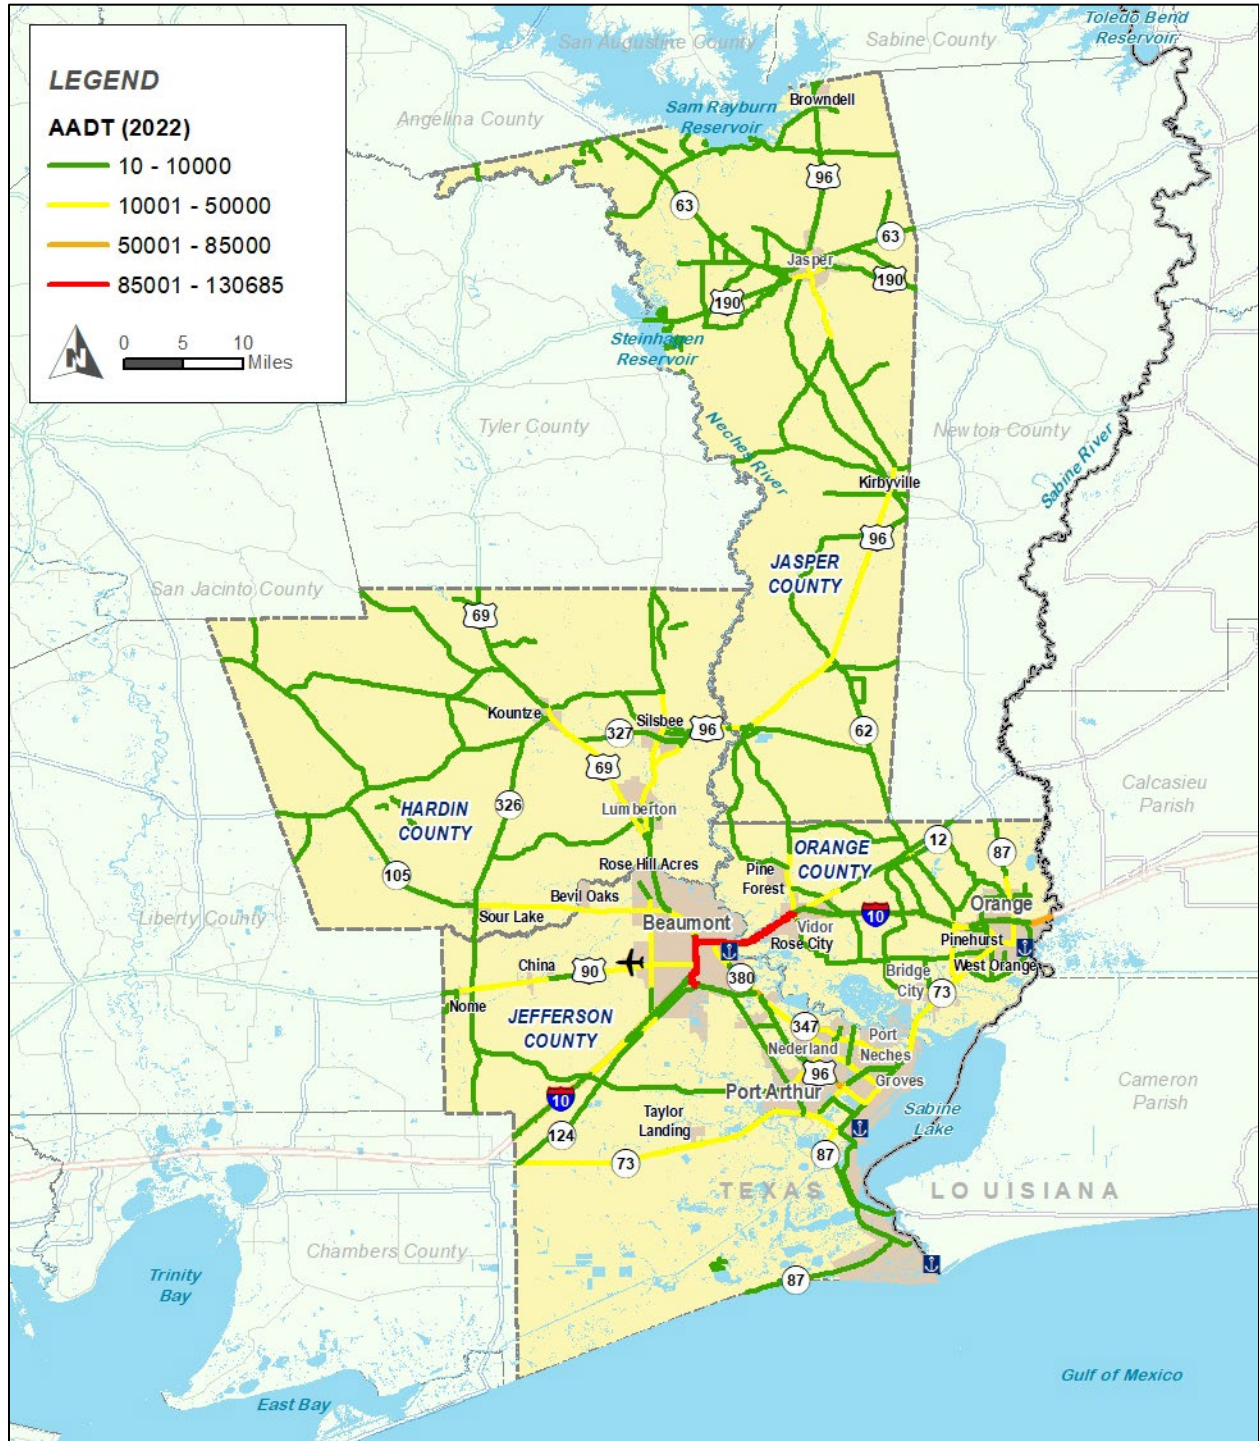 LEGEND
AADT (2022)
10 - 10000
10001 - 50000
50001 - 85000
85001 - 130685
N
0 5 10
Miles
Toledo Bend
Reservoir
San Augustine County
Sabine County
Angelina County
Sam Rayburn
Reservoir
Browndell
96
63
63
Jasper
190
190
Steinhagen
Reservoir
Tyler County
Neches River
Newton County
Sabine River
Kirbyville
96
JASPER
COUNTY
San Jacinto County
69
Kountze
Silsbee
327
96
62
69
Lumberton
326
HARDIN
COUNTY
Calcasieu
Parish
12
87
ORANGE
COUNTY
Pine
Forest
Rose Hill Acres
105
Bevil Oaks
Sour Lake
Liberty County
Beaumont
Vidor
10
Orange
Rose City
Pinehurst
West Orange
China
90
380
Bridge
City
73
Nome
JEFFERSON
COUNTY
347
Port
Neches
Nederland
96
Groves
Port Arthur
10
124
Taylor
Landing
Sabine
Lake
Cameron
Parish
73
87
TEXAS
LOUISIANA
Chambers County
Trinity
Bay
87
East Bay
Gulf of Mexico